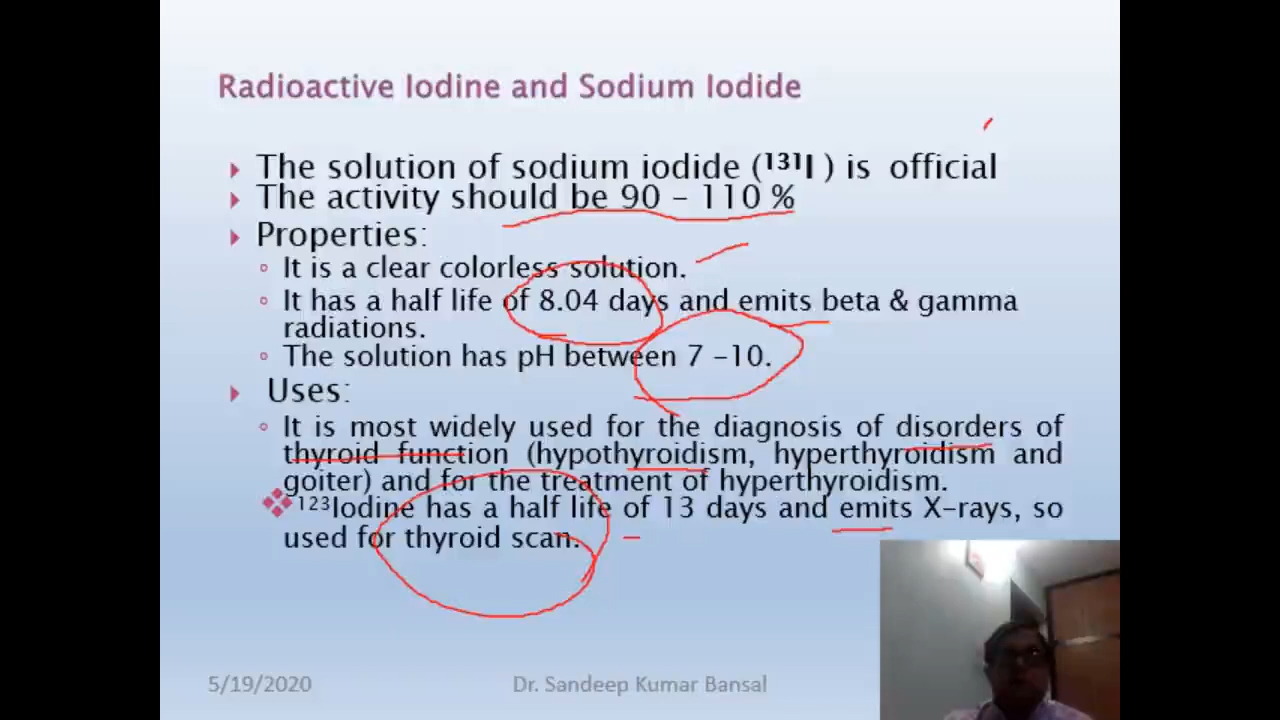 Radioactive Iodine and Sodium Iodide
The solution of sodium iodide (¹³¹I ) is official
The activity should be 90 – 110 %
Properties:
It is a clear colorless solution.
It has a half life of 8.04 days and emits beta & gamma
radiations.
The solution has pH between 7 –10.
Uses:
It is most widely used for the diagnosis of disorders of
thyroid function (hypothyroidism, hyperthyroidism and
goiter) and for the treatment of hyperthyroidism.
¹²³Iodine has a half life of 13 days and emits X-rays, so
used for thyroid scan.
5/19/2020
Dr. Sandeep Kumar Bansal